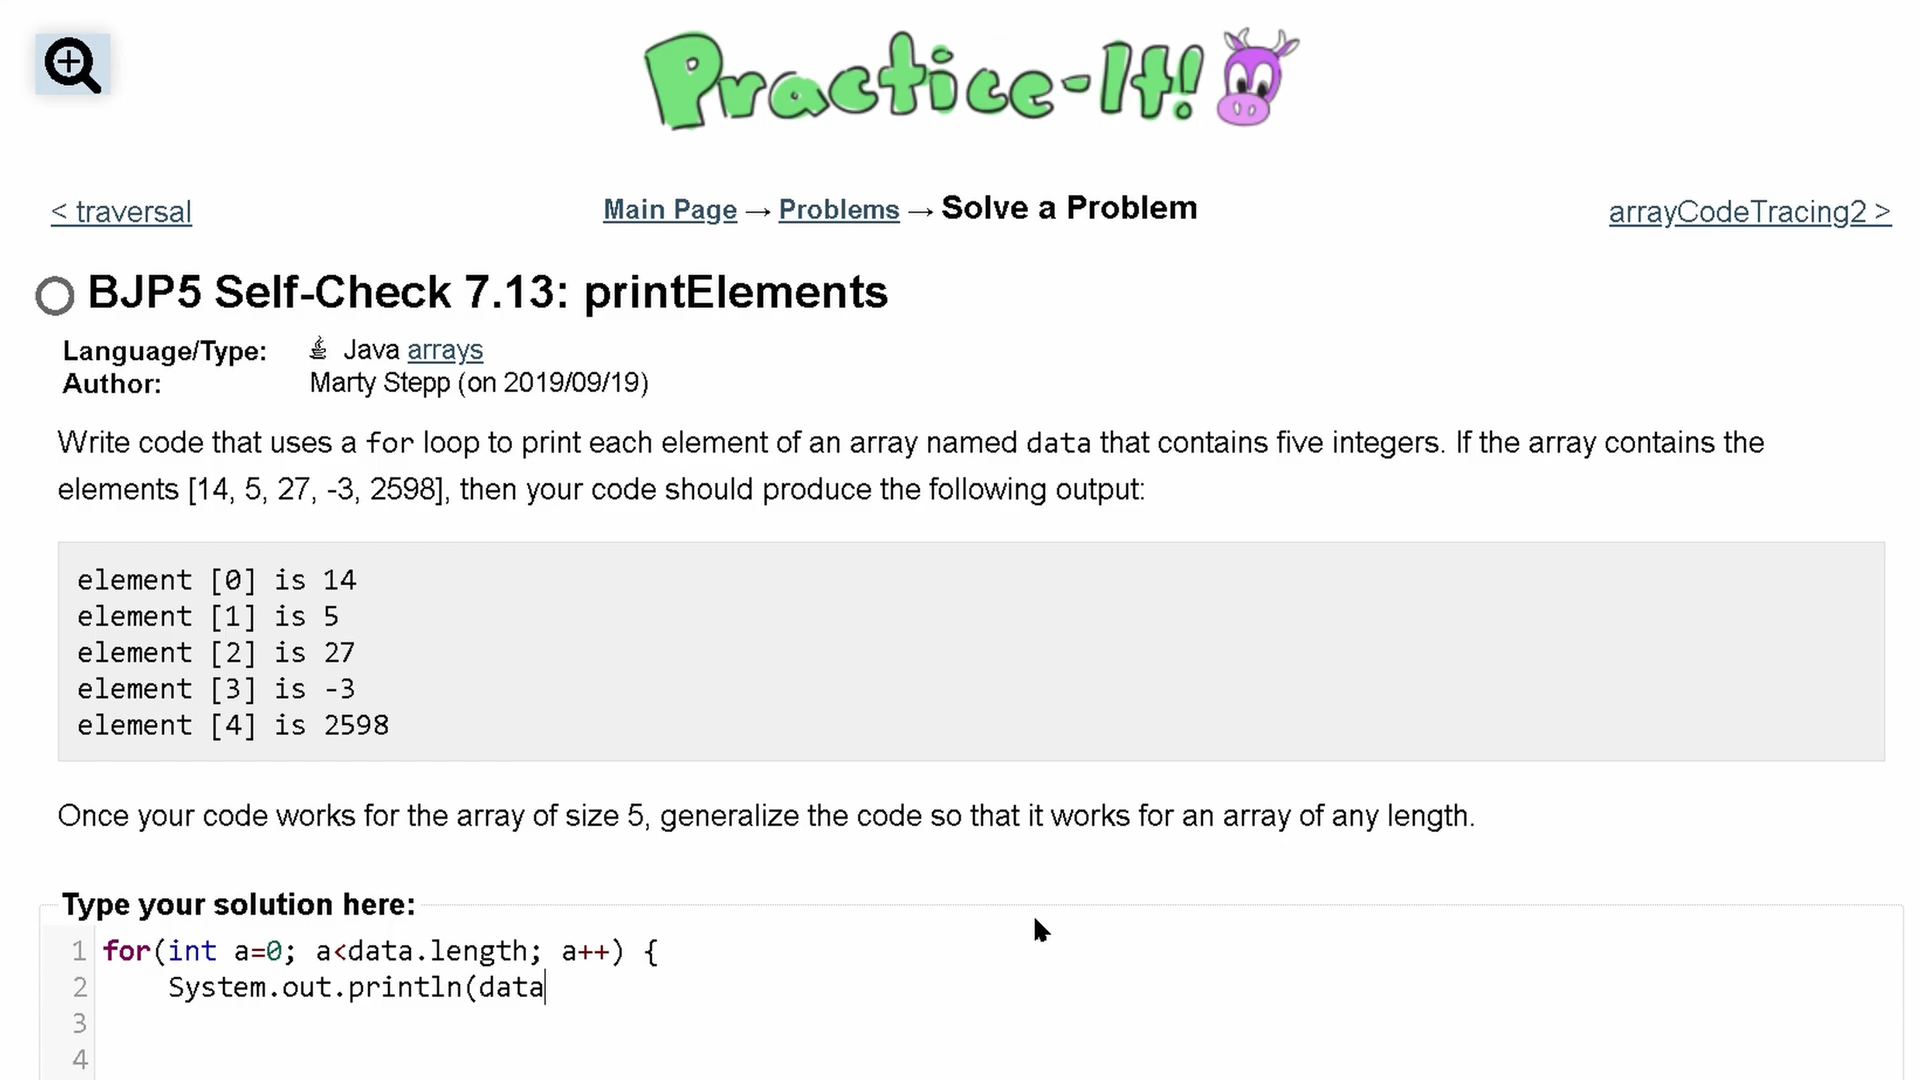 Practice-It!
< traversal
Main Page → Problems → Solve a Problem
arrayCodeTracing2 >
BJP5 Self-Check 7.13: printElements
Language/Type: Java arrays
Author: Marty Stepp (on 2019/09/19)
Write code that uses a for loop to print each element of an array named data that contains five integers. If the array contains the
elements [14, 5, 27, -3, 2598], then your code should produce the following output:
element [0] is 14
element [1] is 5
element [2] is 27
element [3] is -3
element [4] is 2598
Once your code works for the array of size 5, generalize the code so that it works for an array of any length.
Type your solution here:
1 for(int a=0; a<data.length; a++) {
2     System.out.println(data
3
4